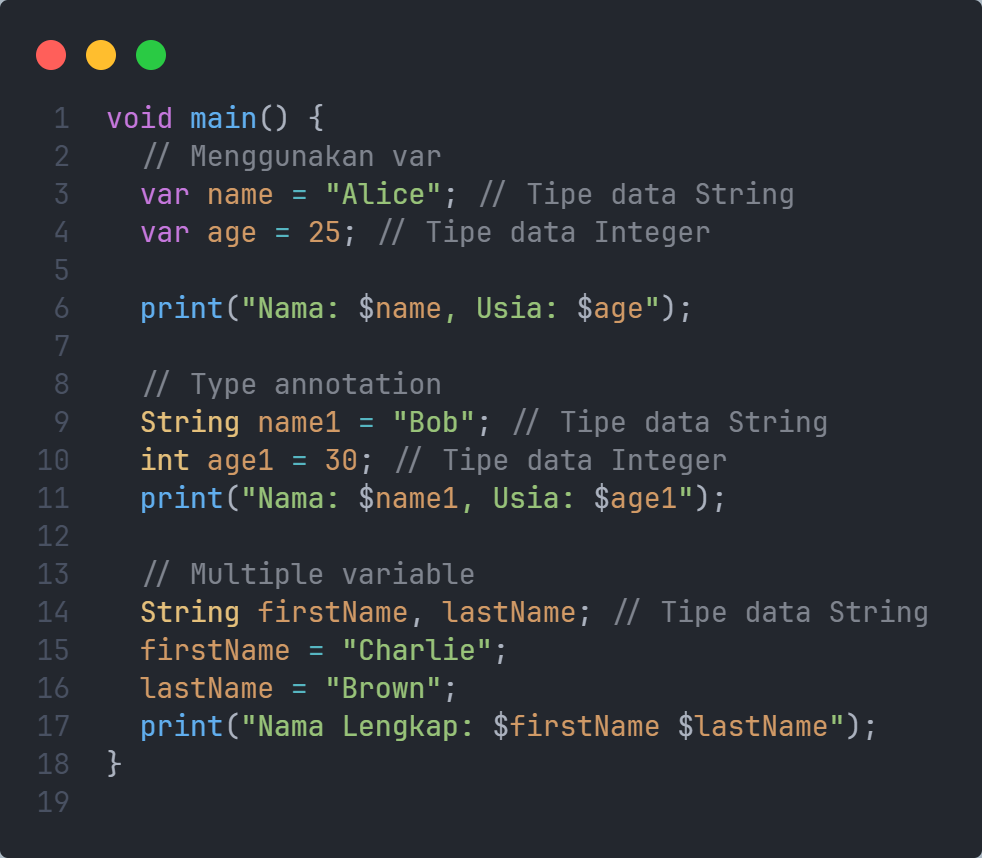 1 void main() {
2   // Menggunakan var
3   var name = "Alice"; // Tipe data String
4   var age = 25; // Tipe data Integer
5
6   print("Nama: $name, Usia: $age");
7
8   // Type annotation
9   String name1 = "Bob"; // Tipe data String
10   int age1 = 30; // Tipe data Integer
11   print("Nama: $name1, Usia: $age1");
12
13   // Multiple variable
14   String firstName, lastName; // Tipe data String
15   firstName = "Charlie";
16   lastName = "Brown";
17   print("Nama Lengkap: $firstName $lastName");
18 }
19